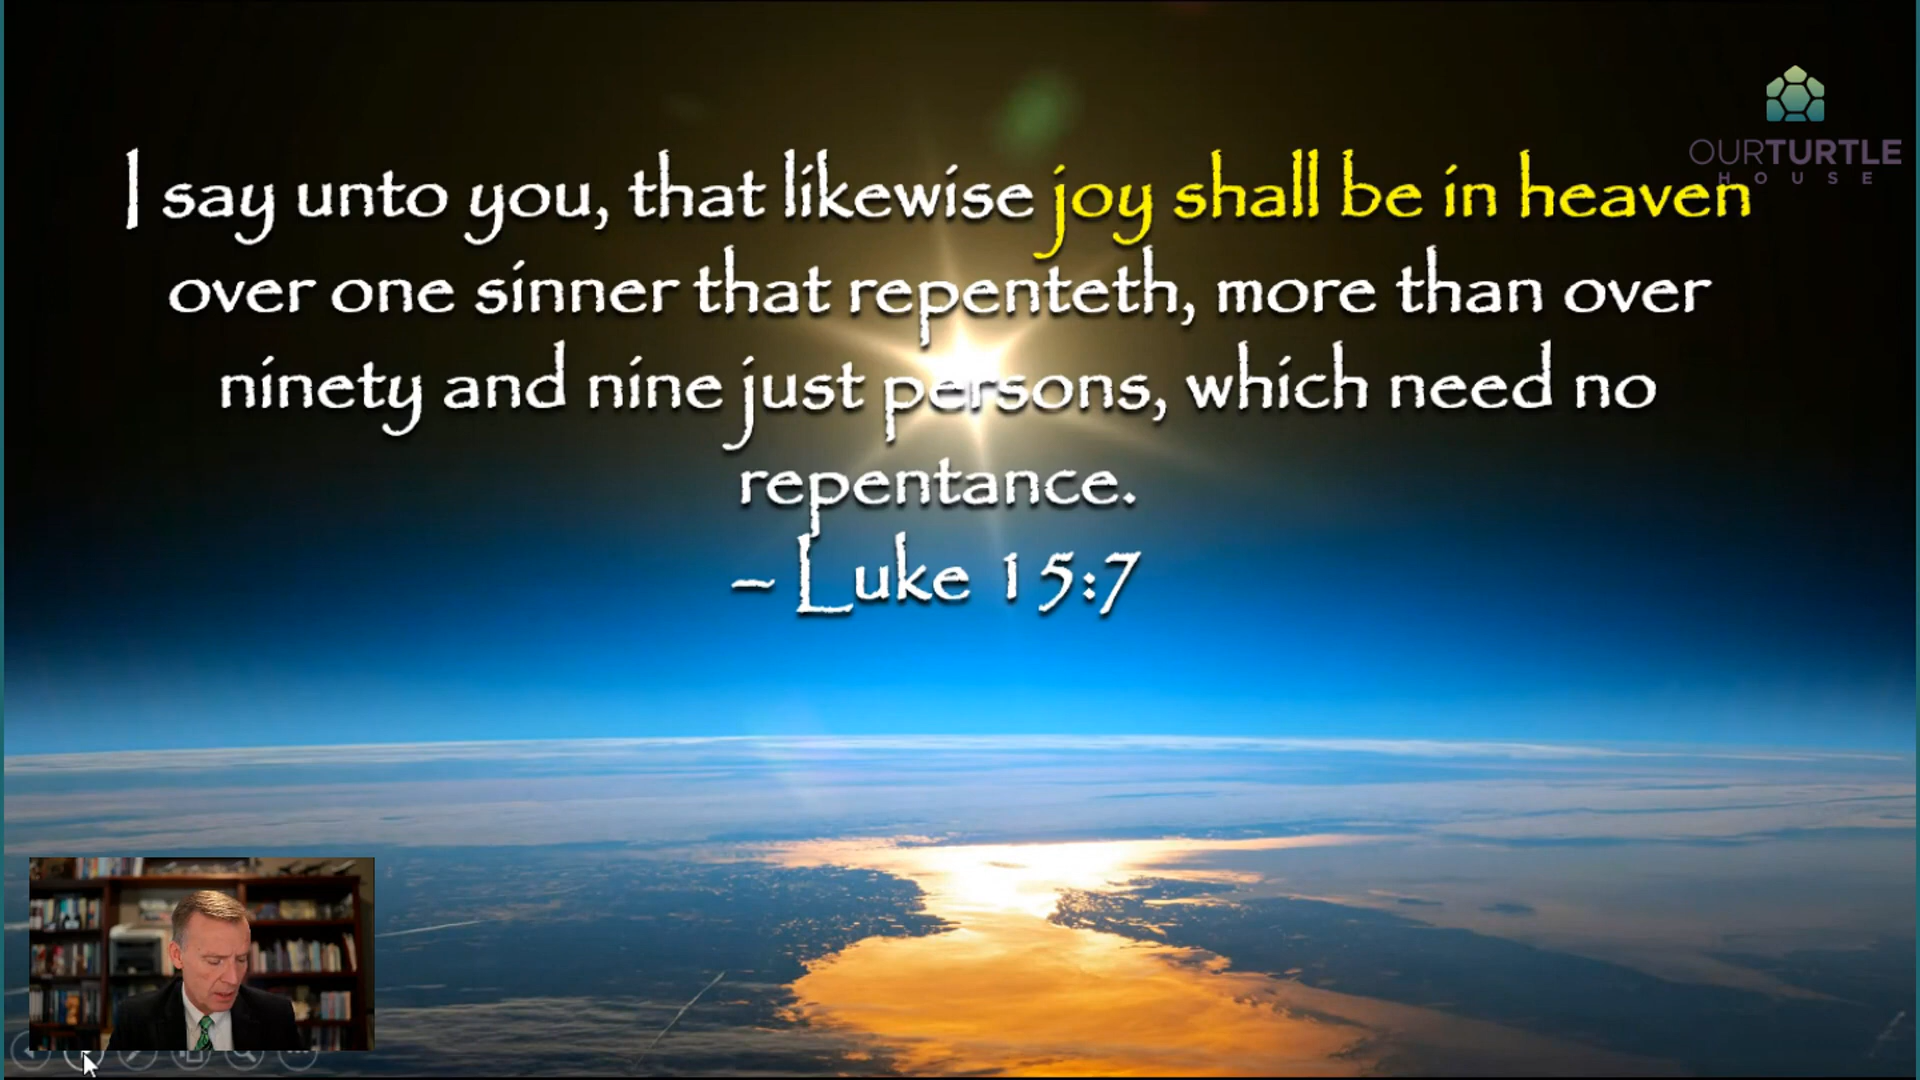 OURTURTLE
HOUSE
I say unto you, that likewise joy shall be in heaven
over one sinner that repenteth, more than over
ninety and nine just persons, which need no
repentance.
– Luke 15:7